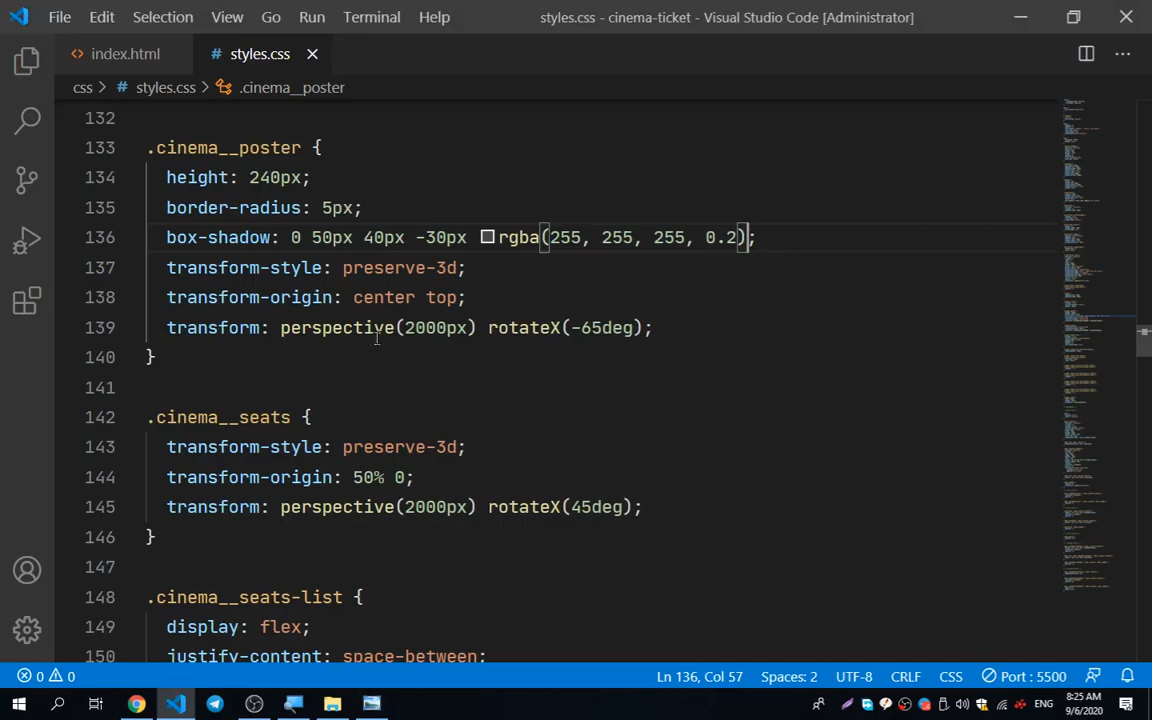 File Edit Selection View Go Run Terminal Help styles.css - cinema-ticket - Visual Studio Code [Administrator]
index.html # styles.css
css > # styles.css > .cinema__poster
132
133 .cinema__poster {
134 height: 240px;
135 border-radius: 5px;
136 box-shadow: 0 50px 40px -30px rgba(255, 255, 255, 0.2);
137 transform-style: preserve-3d;
138 transform-origin: center top;
139 transform: perspective(2000px) rotateX(-65deg);
140 }
141
142 .cinema__seats {
143 transform-style: preserve-3d;
144 transform-origin: 50% 0;
145 transform: perspective(2000px) rotateX(45deg);
146 }
147
148 .cinema__seats-list {
149 display: flex;
150 justify-content: space-between;
0 0 Ln 136, Col 57 Spaces: 2 UTF-8 CRLF CSS Port : 5500
ENG 8:25 AM
9/6/2020